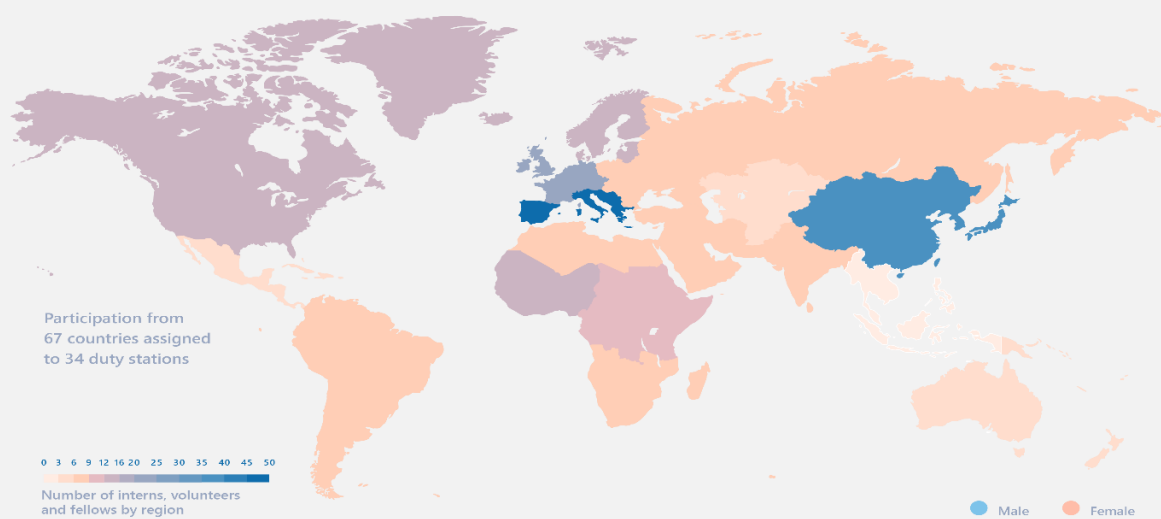 Participation from
67 countries assigned
to 34 duty stations
0 3 6 9 12 16 20 25 30 35 40 45 50
Number of interns, volunteers
and fellows by region
Male Female